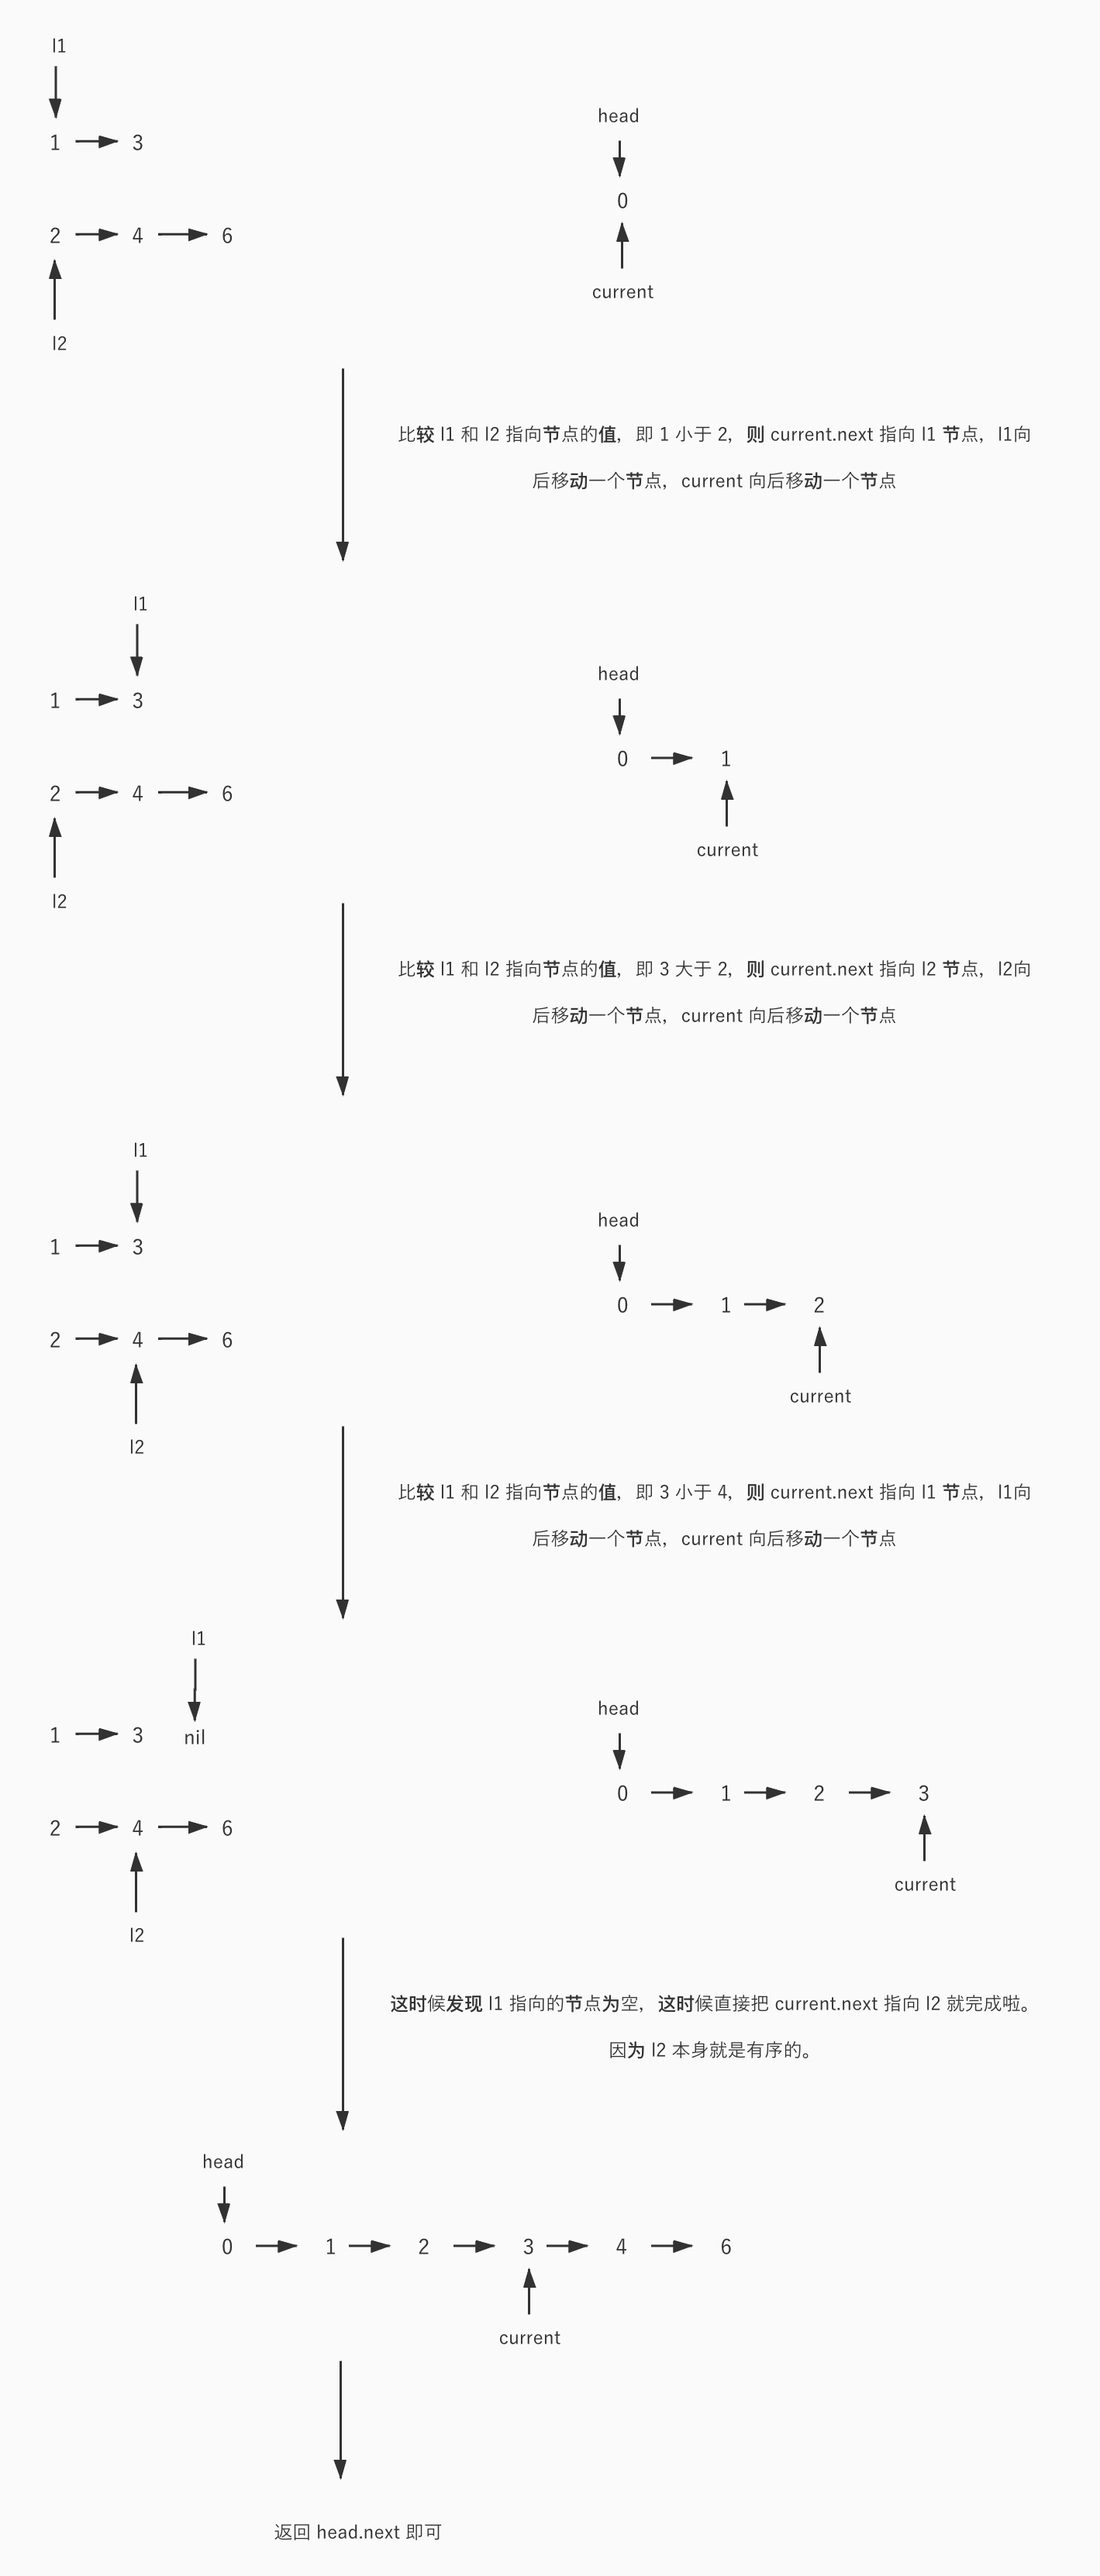 l1
head
1 3
0
2 4 6
current
l2
比较 l1 和 l2 指向节点的值，即 1 小于 2，则 current.next 指向 l1 节点，l1向
后移动一个节点，current 向后移动一个节点
l1
head
1 3
0 1
2 4 6
current
l2
比较 l1 和 l2 指向节点的值，即 3 大于 2，则 current.next 指向 l2 节点，l2向
后移动一个节点，current 向后移动一个节点
l1
head
1 3
0 1 2
2 4 6
current
l2
比较 l1 和 l2 指向节点的值，即 3 小于 4，则 current.next 指向 l1 节点，l1向
后移动一个节点，current 向后移动一个节点
l1
head
1 3 nil
0 1 2 3
2 4 6
current
l2
这时候发现 l1 指向的节点为空，这时候直接把 current.next 指向 l2 就完成啦。
因为 l2 本身就是有序的。
head
0 1 2 3 4 6
current
返回 head.next 即可